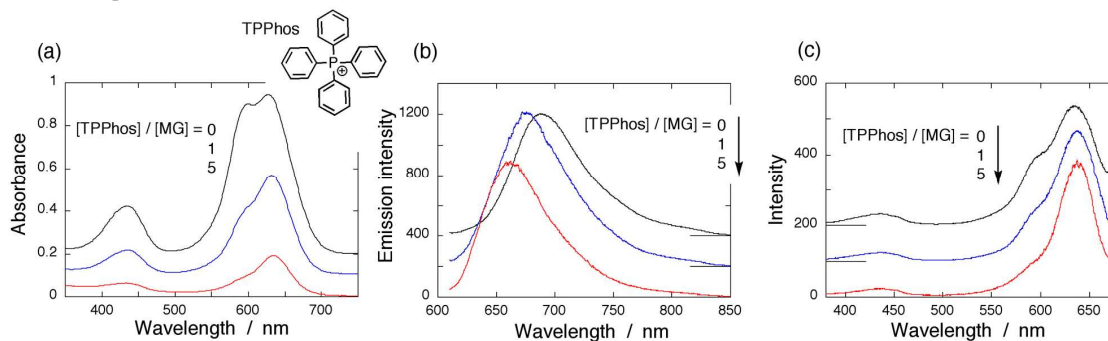 (a)
TPPhos
P
⊕
[TPPhos] / [MG] = 0
1
5
Absorbance
1
0.8
0.6
0.4
0.2
0
400 500 600 700
Wavelength / nm
(b)
[TPPhos] / [MG] = 0
1
5
Emission intensity
1200
800
400
0
600 650 700 750 800 850
Wavelength / nm
(c)
[TPPhos] / [MG] = 0
1
5
Intensity
600
400
200
0
400 450 500 550 600 650
Wavelength / nm